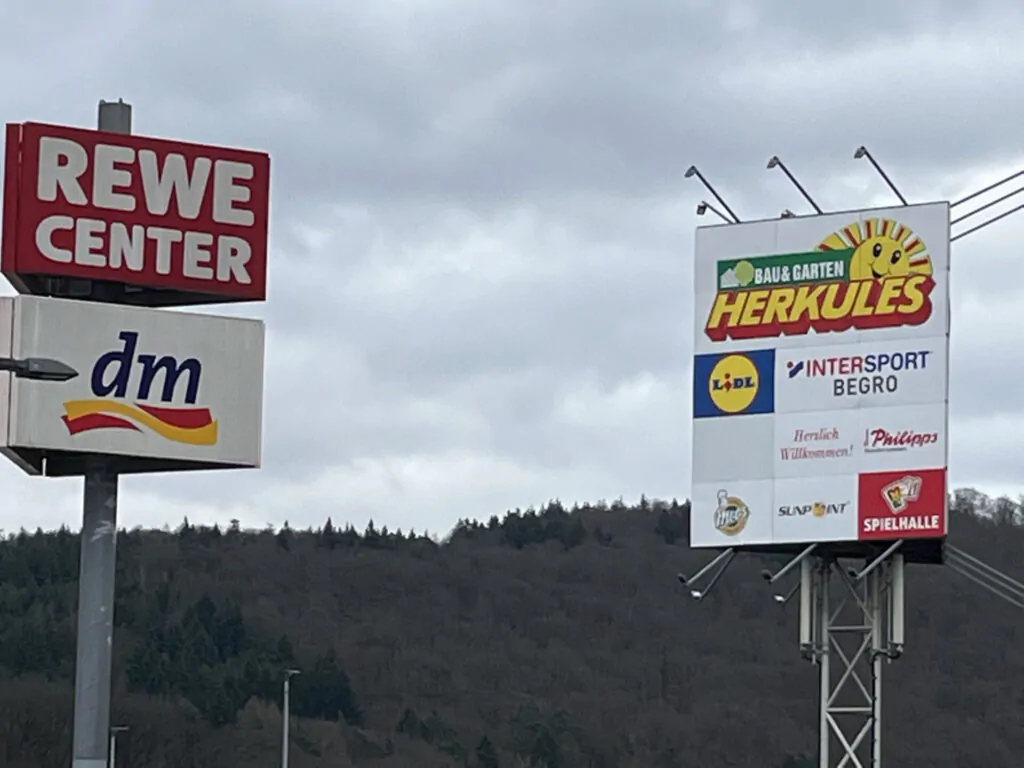 REWE
CENTER
dm
BAU & GARTEN
HERKULES
LIDL
INTERSPORT
BEGRO
Herzlich
Willkommen!
Philipps
SUNPOINT
SPIELHALLE